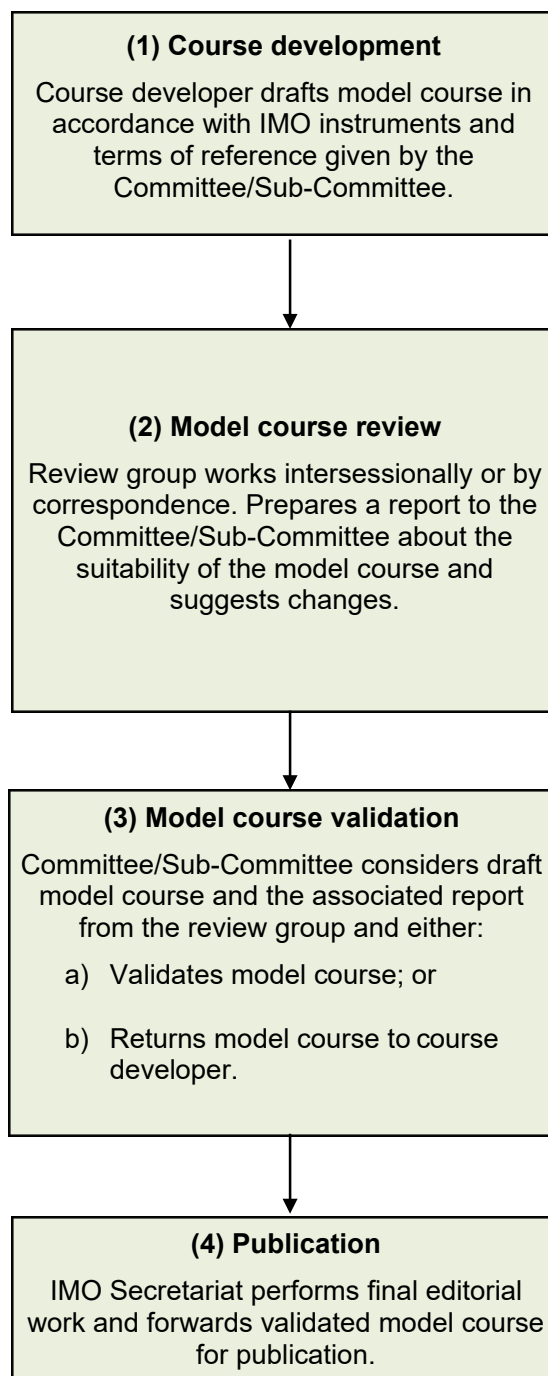 (1) Course development
Course developer drafts model course in
accordance with IMO instruments and
terms of reference given by the
Committee/Sub-Committee.
(2) Model course review
Review group works intersessionally or by
correspondence. Prepares a report to the
Committee/Sub-Committee about the
suitability of the model course and
suggests changes.
(3) Model course validation
Committee/Sub-Committee considers draft
model course and the associated report
from the review group and either:
a) Validates model course; or
b) Returns model course to course
developer.
(4) Publication
IMO Secretariat performs final editorial
work and forwards validated model course
for publication.